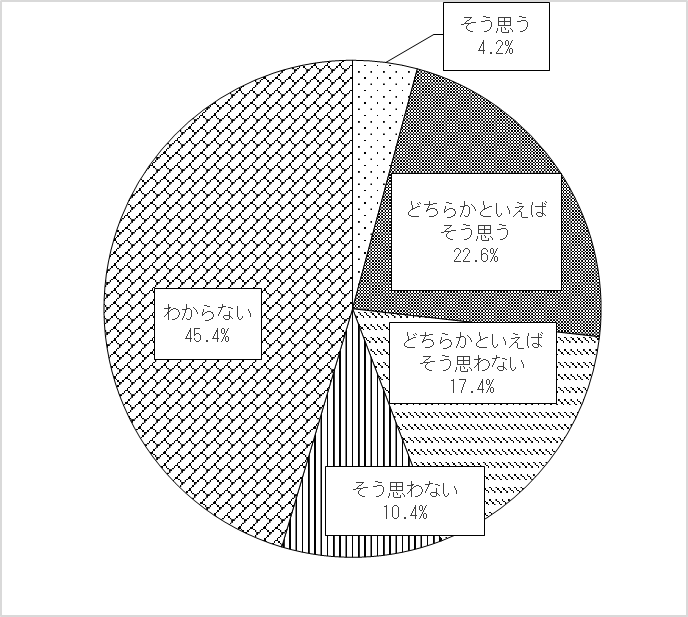 そう思う
4.2%
どちらかといえば
そう思う
22.6%
どちらかといえば
そう思わない
17.4%
そう思わない
10.4%
わからない
45.4%